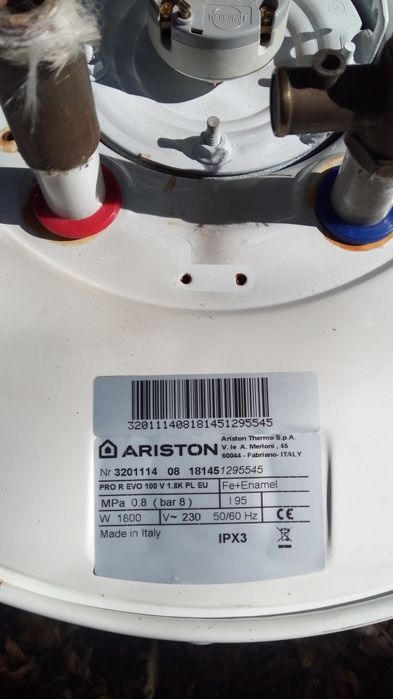 320111408181451295545
ARISTON
Ariston Thermo S.p.A.
V. le A. Merloni , 45
60044 - Fabriano- ITALY
Nr 3201114 08 18145 1295545
PRO R EVO 100 V 1.8K PL EU
Fe+Enamel
MPa 0.8 ( bar 8 )
l 95
W 1800
V~ 230
50/60 Hz
CE
Made in Italy
IPX3